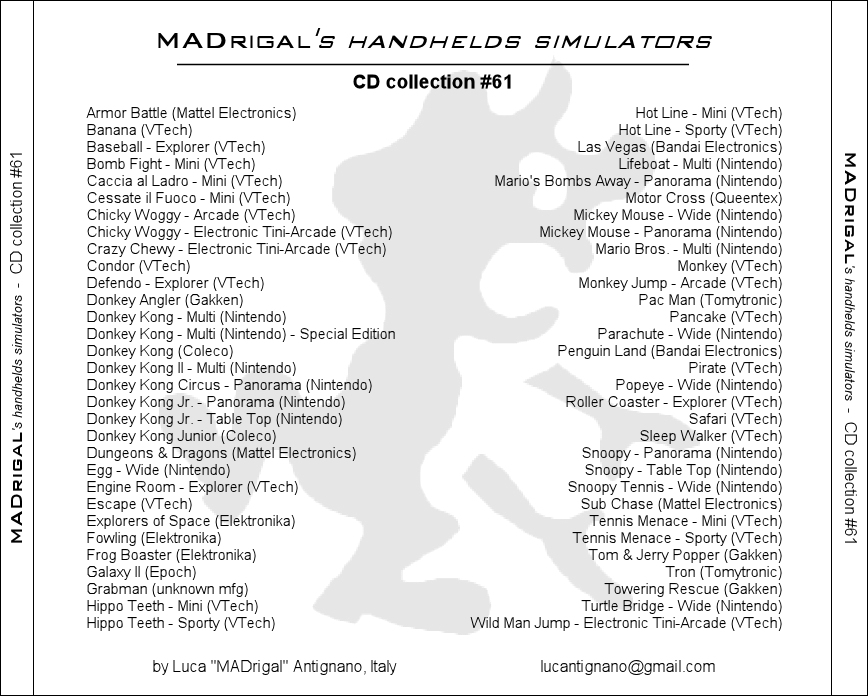 MADrigal's handhelds simulators
CD collection #61
Armor Battle (Mattel Electronics)
Banana (VTech)
Baseball - Explorer (VTech)
Bomb Fight - Mini (VTech)
Caccia al Ladro - Mini (VTech)
Cessate il Fuoco - Mini (VTech)
Chicky Woggy - Arcade (VTech)
Chicky Woggy - Electronic Tini-Arcade (VTech)
Crazy Chewy - Electronic Tini-Arcade (VTech)
Condor (VTech)
Defendo - Explorer (VTech)
Donkey Angler (Gakken)
Donkey Kong - Multi (Nintendo)
Donkey Kong - Multi (Nintendo) - Special Edition
Donkey Kong (Coleco)
Donkey Kong II - Multi (Nintendo)
Donkey Kong Circus - Panorama (Nintendo)
Donkey Kong Jr. - Panorama (Nintendo)
Donkey Kong Jr. - Table Top (Nintendo)
Donkey Kong Junior (Coleco)
Dungeons & Dragons (Mattel Electronics)
Egg - Wide (Nintendo)
Engine Room - Explorer (VTech)
Escape (VTech)
Explorers of Space (Elektronika)
Fowling (Elektronika)
Frog Boaster (Elektronika)
Galaxy II (Epoch)
Grabman (unknown mfg)
Hippo Teeth - Mini (VTech)
Hippo Teeth - Sporty (VTech)
Hot Line - Mini (VTech)
Hot Line - Sporty (VTech)
Las Vegas (Bandai Electronics)
Lifeboat - Multi (Nintendo)
Mario's Bombs Away - Panorama (Nintendo)
Motor Cross (Queentex)
Mickey Mouse - Wide (Nintendo)
Mickey Mouse - Panorama (Nintendo)
Mario Bros. - Multi (Nintendo)
Monkey (VTech)
Monkey Jump - Arcade (VTech)
Pac Man (Tomytronic)
Pancake (VTech)
Parachute - Wide (Nintendo)
Penguin Land (Bandai Electronics)
Pirate (VTech)
Popeye - Wide (Nintendo)
Roller Coaster - Explorer (VTech)
Safari (VTech)
Sleep Walker (VTech)
Snoopy - Panorama (Nintendo)
Snoopy - Table Top (Nintendo)
Snoopy Tennis - Wide (Nintendo)
Sub Chase (Mattel Electronics)
Tennis Menace - Mini (VTech)
Tennis Menace - Sporty (VTech)
Tom & Jerry Popper (Gakken)
Tron (Tomytronic)
Towering Rescue (Gakken)
Turtle Bridge - Wide (Nintendo)
Wild Man Jump - Electronic Tini-Arcade (VTech)
by Luca "MADrigal" Antignano, Italy
lucantignano@gmail.com
MADrigal's handhelds simulators - CD collection #61
MADrigal's handhelds simulators - CD collection #61